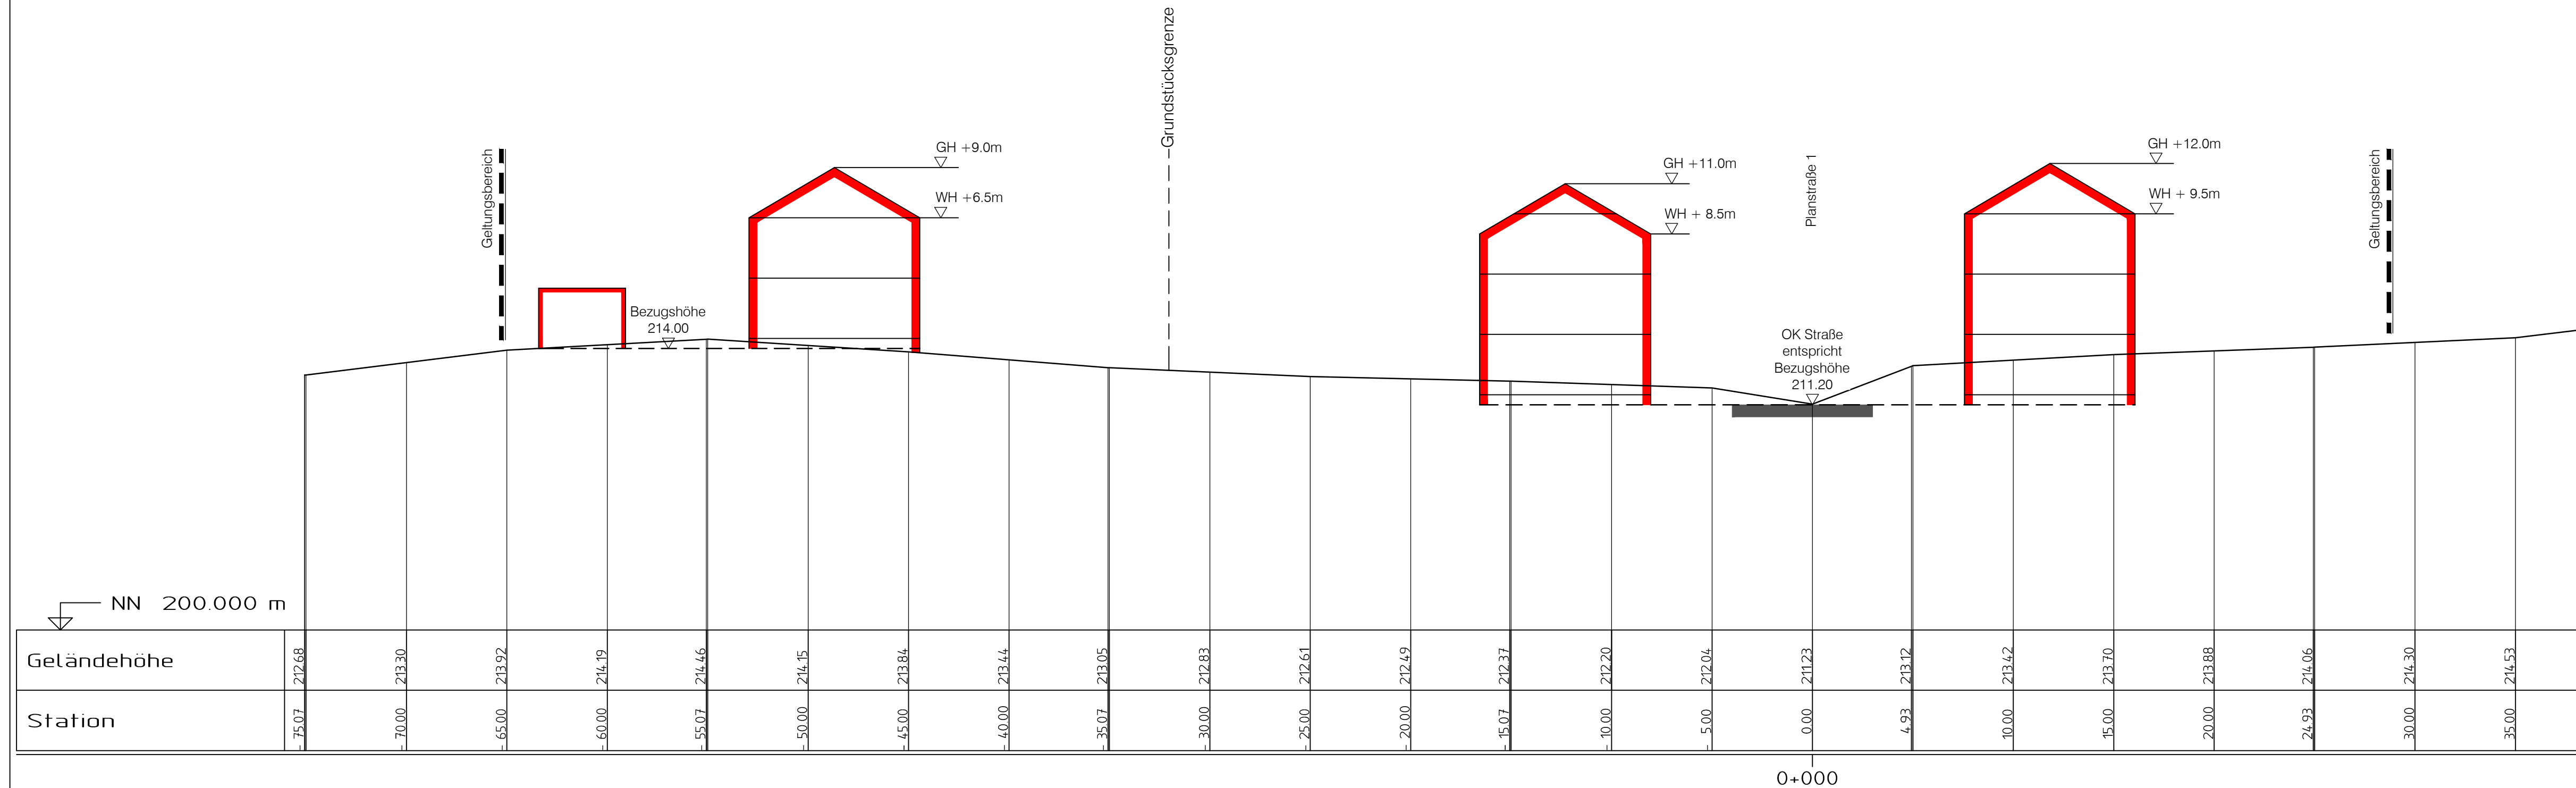 Grundstücksgrenze
Geltungsbereich
GH +9.0m
WH +6.5m
Bezugshöhe
214.00
GH +11.0m
WH + 8.5m
Planstraße 1
OK Straße
entspricht
Bezugshöhe
211.20
GH +12.0m
WH + 9.5m
Geltungsbereich
NN 200.000 m
Geländehöhe 212.68 213.30 213.92 214.19 214.46 214.15 213.84 213.44 213.05 212.83 212.61 212.49 212.37 212.20 212.04 211.23 213.12 213.42 213.70 213.88 214.06 214.30 214.53
Station -75.07 -70.00 -65.00 -60.00 -55.07 -50.00 -45.00 -40.00 -35.07 -30.00 -25.00 -20.00 -15.07 -10.00 -5.00 0.00 4.93 10.00 15.00 20.00 24.93 30.00 35.00
0+000